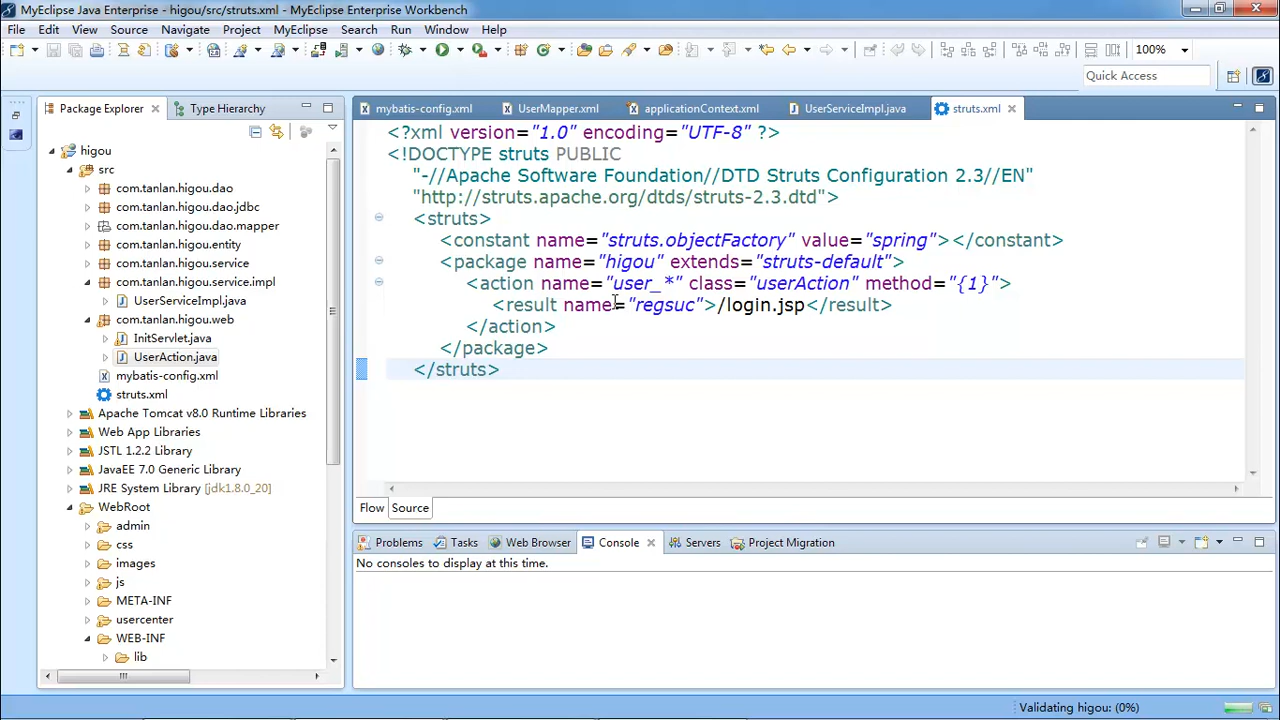 MyEclipse Java Enterprise - higou/src/struts.xml - MyEclipse Enterprise Workbench
File Edit View Source Navigate Project MyEclipse Search Run Window Help
100%
Quick Access
Package Explorer Type Hierarchy
mybatis-config.xml UserMapper.xml applicationContext.xml UserServiceImpl.java struts.xml
higou
src
com.tanlan.higou.dao
com.tanlan.higou.dao.jdbc
com.tanlan.higou.dao.mapper
com.tanlan.higou.entity
com.tanlan.higou.service
com.tanlan.higou.service.impl
UserServiceImpl.java
com.tanlan.higou.web
InitServlet.java
UserAction.java
mybatis-config.xml
struts.xml
Apache Tomcat v8.0 Runtime Libraries
Web App Libraries
JSTL 1.2.2 Library
JavaEE 7.0 Generic Library
JRE System Library [jdk1.8.0_20]
WebRoot
admin
css
images
js
META-INF
usercenter
WEB-INF
lib
<?xml version="1.0" encoding="UTF-8" ?>
<!DOCTYPE struts PUBLIC
"-//Apache Software Foundation//DTD Struts Configuration 2.3//EN"
"http://struts.apache.org/dtds/struts-2.3.dtd">
<struts>
<constant name="struts.objectFactory" value="spring"></constant>
<package name="higou" extends="struts-default">
<action name="user_*" class="userAction" method="{1}">
<result name="regsuc">/login.jsp</result>
</action>
</package>
</struts>
Flow Source
Problems Tasks Web Browser Console Servers Project Migration
No consoles to display at this time.
Validating higou: (0%)